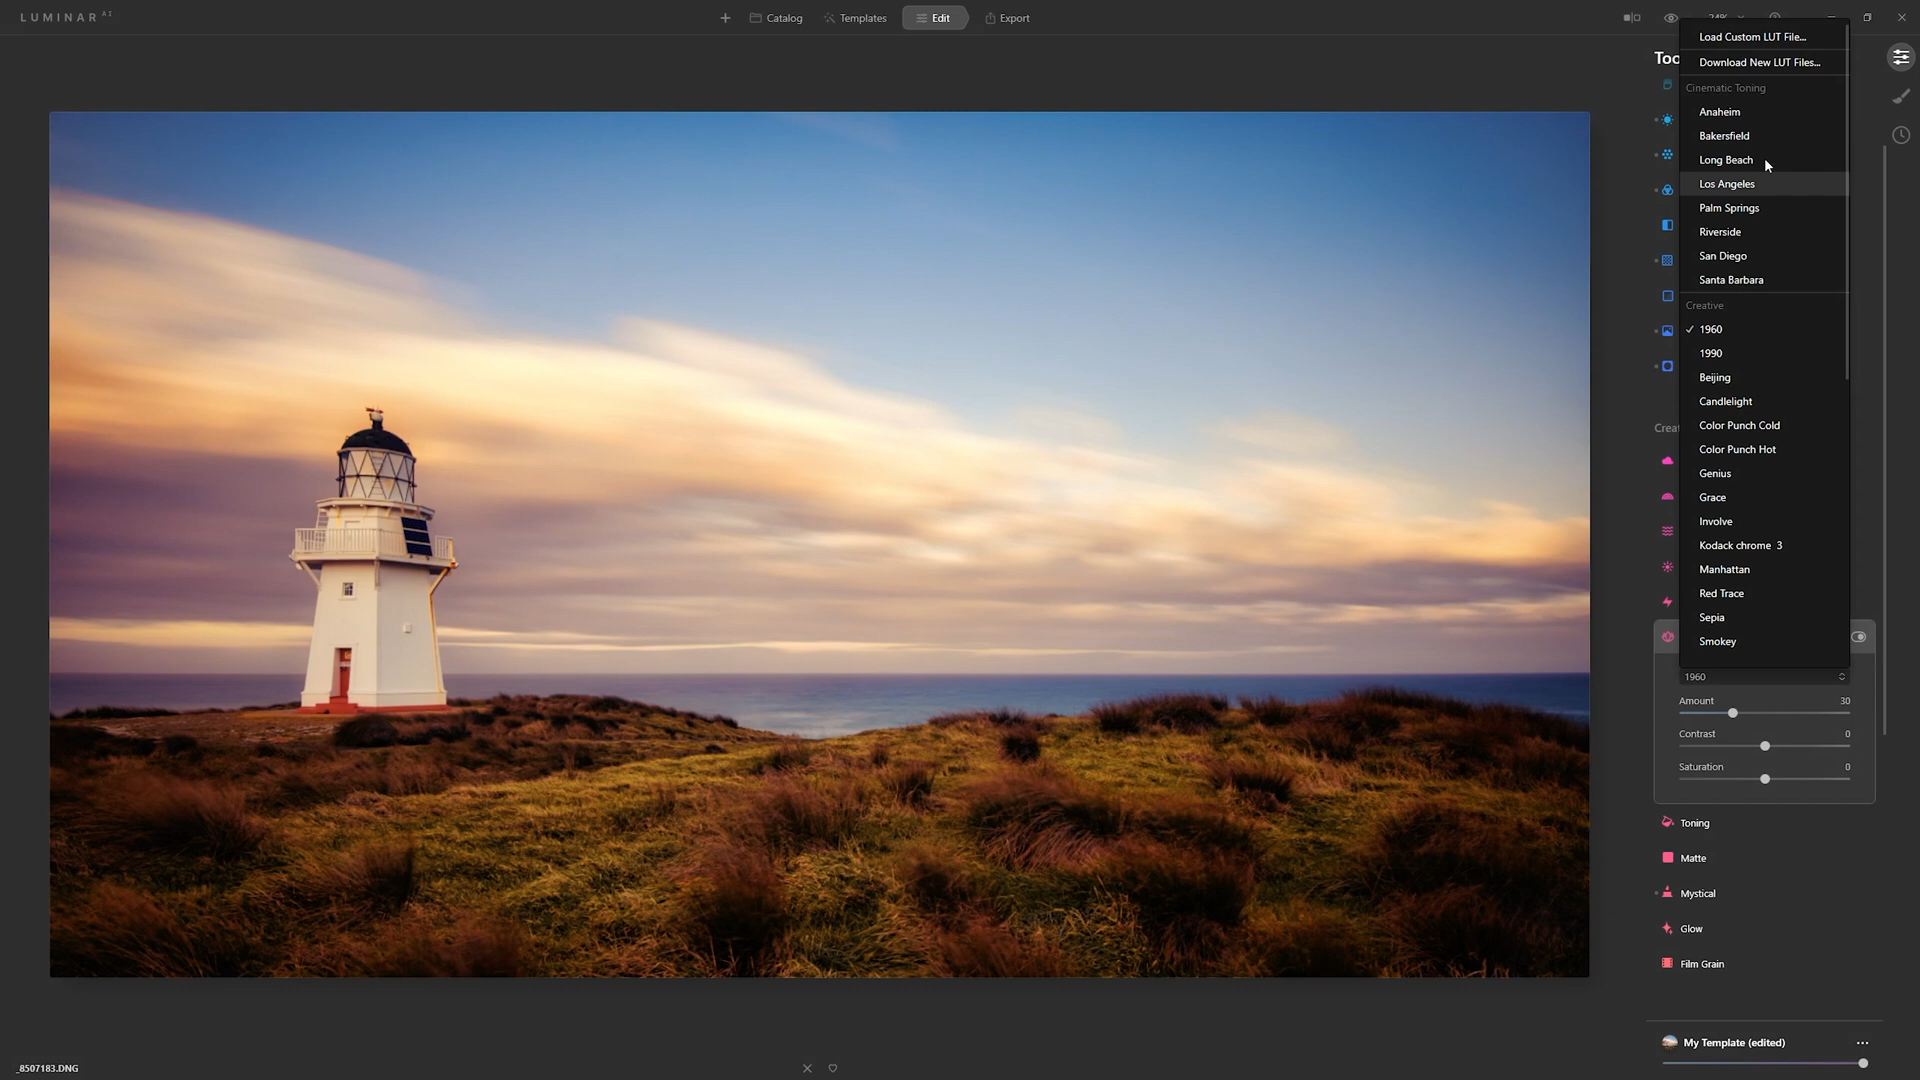 LUMINAR AI
Catalog
Templates
Edit
Export
Load Custom LUT File...
Download New LUT Files...
Cinematic Toning
Anaheim
Bakersfield
Long Beach
Los Angeles
Palm Springs
Riverside
San Diego
Santa Barbara
Creative
1960
1990
Beijing
Candlelight
Color Punch Cold
Color Punch Hot
Genius
Grace
Involve
Kodack chrome 3
Manhattan
Red Trace
Sepia
Smokey
1960
Amount 30
Contrast 0
Saturation 0
Toning
Matte
Mystical
Glow
Film Grain
My Template (edited)
_8507183.DNG